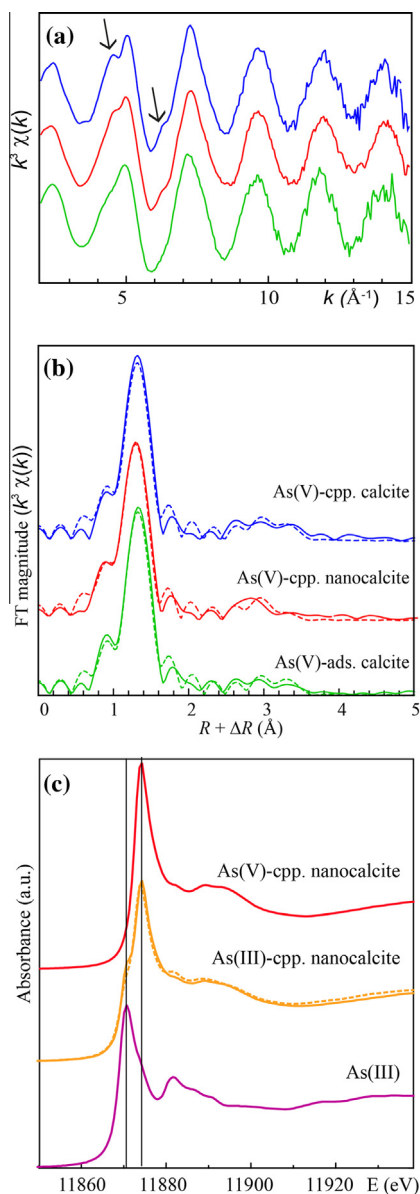 (a)
k³ χ(k)
5 10 k (Å⁻¹) 15
(b)
FT magnitude (k³ χ(k))
As(V)-cpp. calcite
As(V)-cpp. nanocalcite
As(V)-ads. calcite
0 1 2 3 4 5
R + ΔR (Å)
(c)
Absorbance (a.u.)
As(V)-cpp. nanocalcite
As(III)-cpp. nanocalcite
As(III)
11860 11880 11900 11920 E (eV)